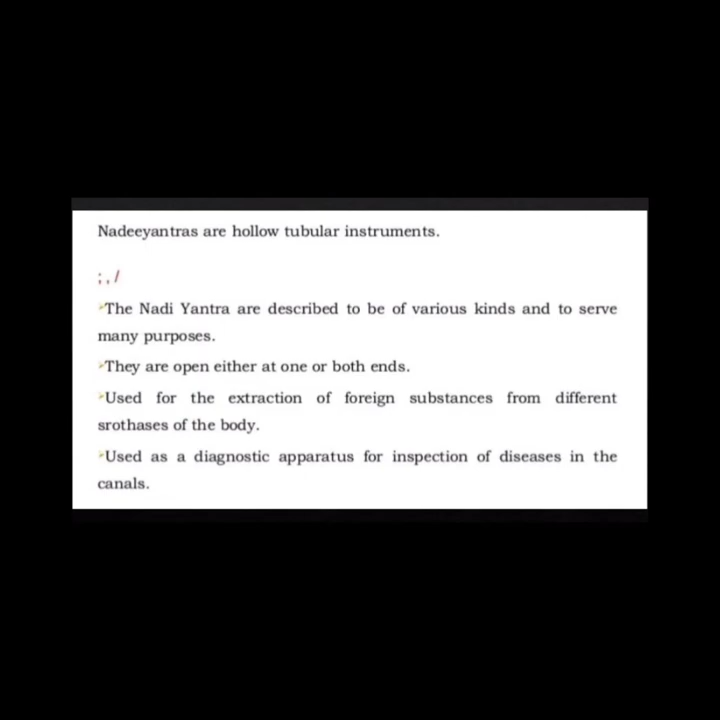 Nadeeyantras are hollow tubular instruments.
;,,/
➢The Nadi Yantra are described to be of various kinds and to serve
many purposes.
➢They are open either at one or both ends.
➢Used for the extraction of foreign substances from different
srothases of the body.
➢Used as a diagnostic apparatus for inspection of diseases in the
canals.